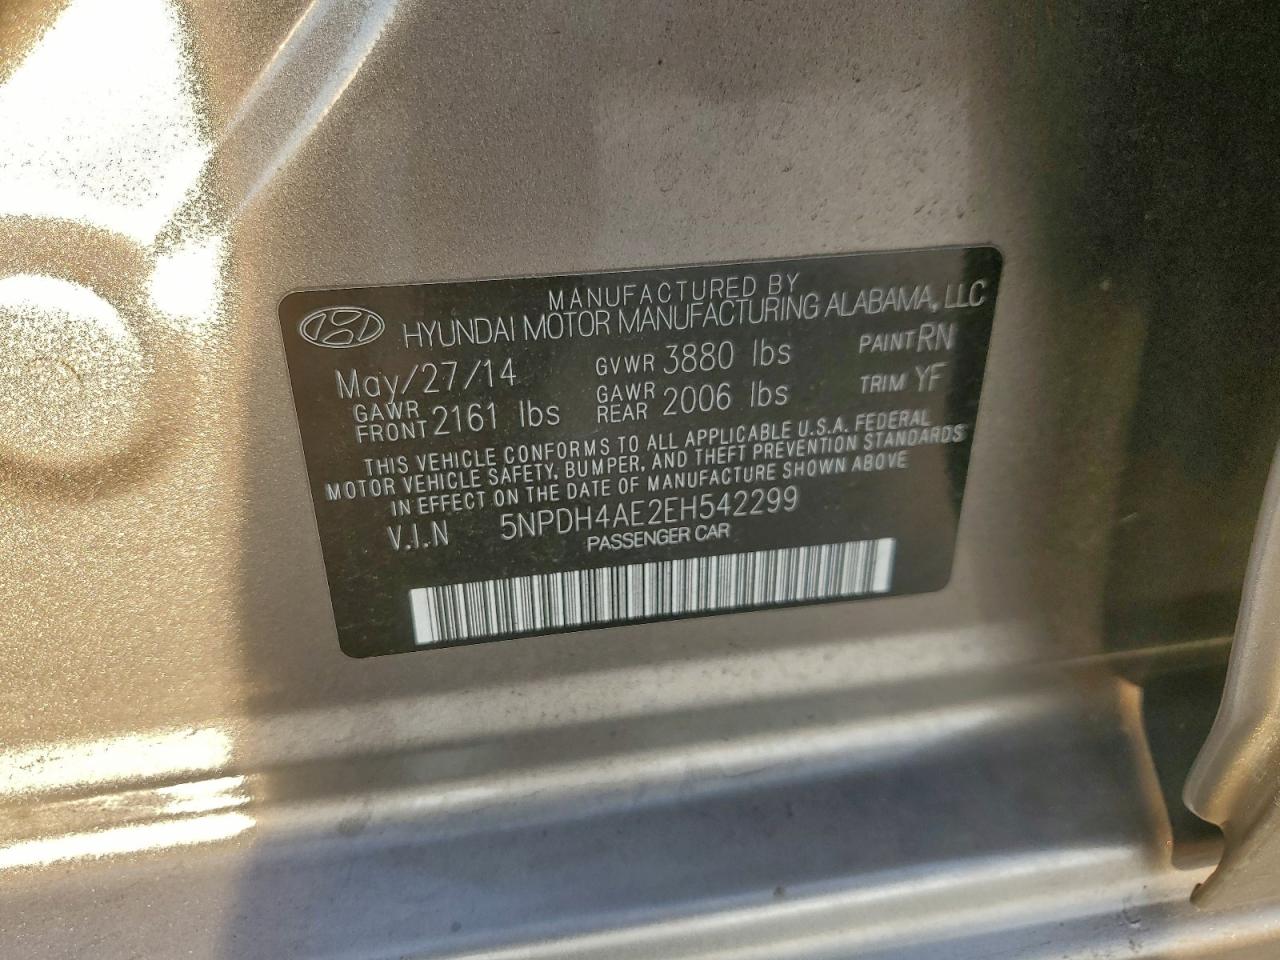 MANUFACTURED BY
HYUNDAI MOTOR MANUFACTURING ALABAMA, LLC
May/27/14 GVWR 3880 lbs PAINT RN
GAWR FRONT 2161 lbs GAWR REAR 2006 lbs TRIM YF
THIS VEHICLE CONFORMS TO ALL APPLICABLE U.S.A. FEDERAL
MOTOR VEHICLE SAFETY, BUMPER, AND THEFT PREVENTION STANDARDS
IN EFFECT ON THE DATE OF MANUFACTURE SHOWN ABOVE
V.I.N 5NPDH4AE2EH542299
PASSENGER CAR